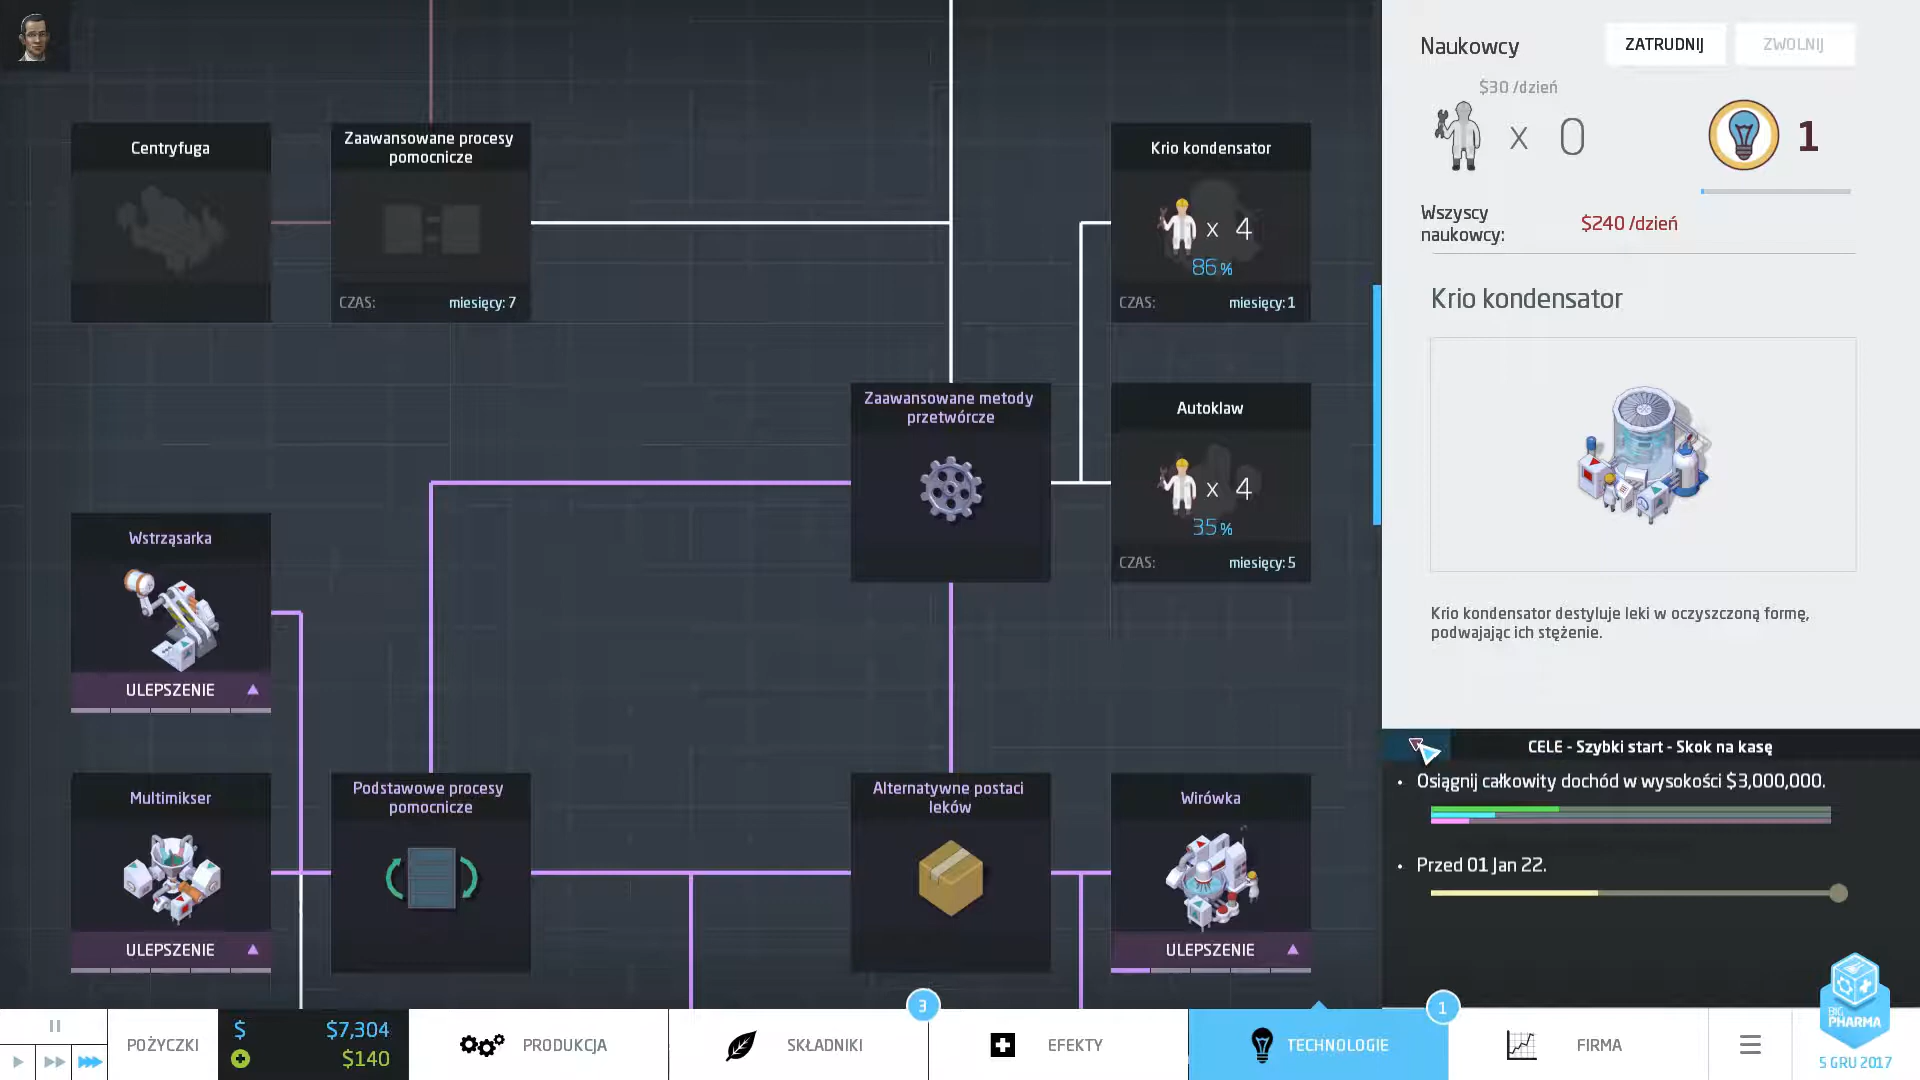 Centryfuga
Zaawansowane procesy
pomocnicze
CZAS:
miesięcy: 7
Krio kondensator
x 4
86 %
CZAS:
miesięcy: 1
Zaawansowane metody
przetwórcze
Autoklaw
x 4
35 %
CZAS:
miesięcy: 5
Wstrząsarka
ULEPSZENIE
Multimikser
ULEPSZENIE
Podstawowe procesy
pomocnicze
Alternatywne postaci
leków
Wirówka
ULEPSZENIE
Naukowcy
ZATRUDNIJ
ZWOLNIJ
$30 /dzień
x 0
1
Wszyscy
naukowcy:
$240 /dzień
Krio kondensator
Krio kondensator destyluje leki w oczyszczoną formę,
podwajając ich stężenie.
CELE - Szybki start - Skok na kasę
• Osiągnij całkowity dochód w wysokości $3,000,000.
• Przed 01 Jan 22.
POŻYCZKI
$ $7,304
$140
PRODUKCJA
SKŁADNIKI
3
EFEKTY
TECHNOLOGIE
1
FIRMA
BIG
PHARMA
5 GRU 2017